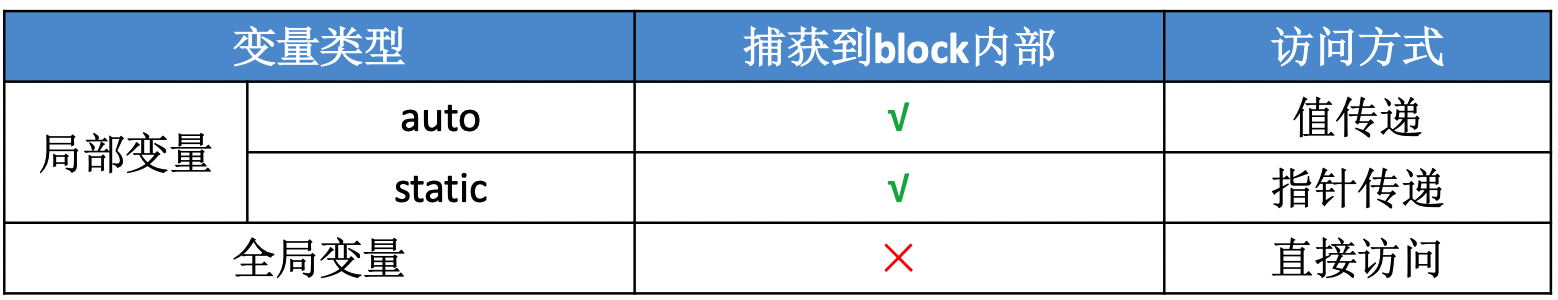 变量类型 捕获到block内部 访问方式
局部变量 auto √ 值传递
static √ 指针传递
全局变量 × 直接访问